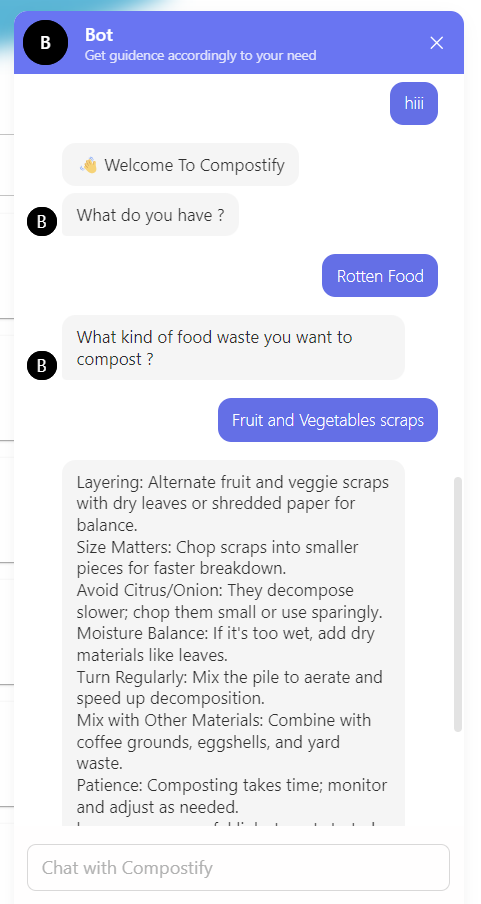 B
Bot
Get guidence accordingly to your need
hiii
👋 Welcome To Compostify
What do you have ?
B
Rotten Food
What kind of food waste you want to
compost ?
B
Fruit and Vegetables scraps
Layering: Alternate fruit and veggie scraps
with dry leaves or shredded paper for
balance.
Size Matters: Chop scraps into smaller
pieces for faster breakdown.
Avoid Citrus/Onion: They decompose
slower; chop them small or use sparingly.
Moisture Balance: If it's too wet, add dry
materials like leaves.
Turn Regularly: Mix the pile to aerate and
speed up decomposition.
Mix with Other Materials: Combine with
coffee grounds, eggshells, and yard
waste.
Patience: Composting takes time; monitor
and adjust as needed.
Chat with Compostify